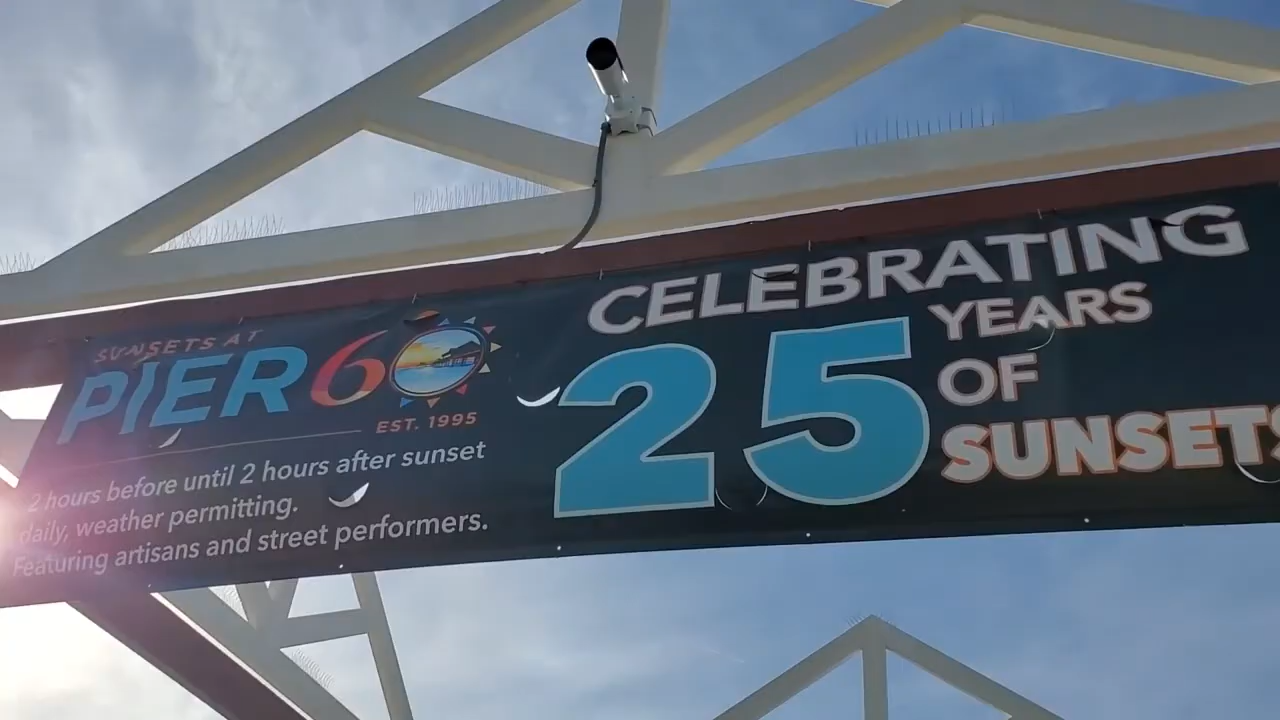 SUNSETS AT
PIER 60
EST. 1995
2 hours before until 2 hours after sunset
daily, weather permitting.
Featuring artisans and street performers.
CELEBRATING
25 YEARS
OF
SUNSETS